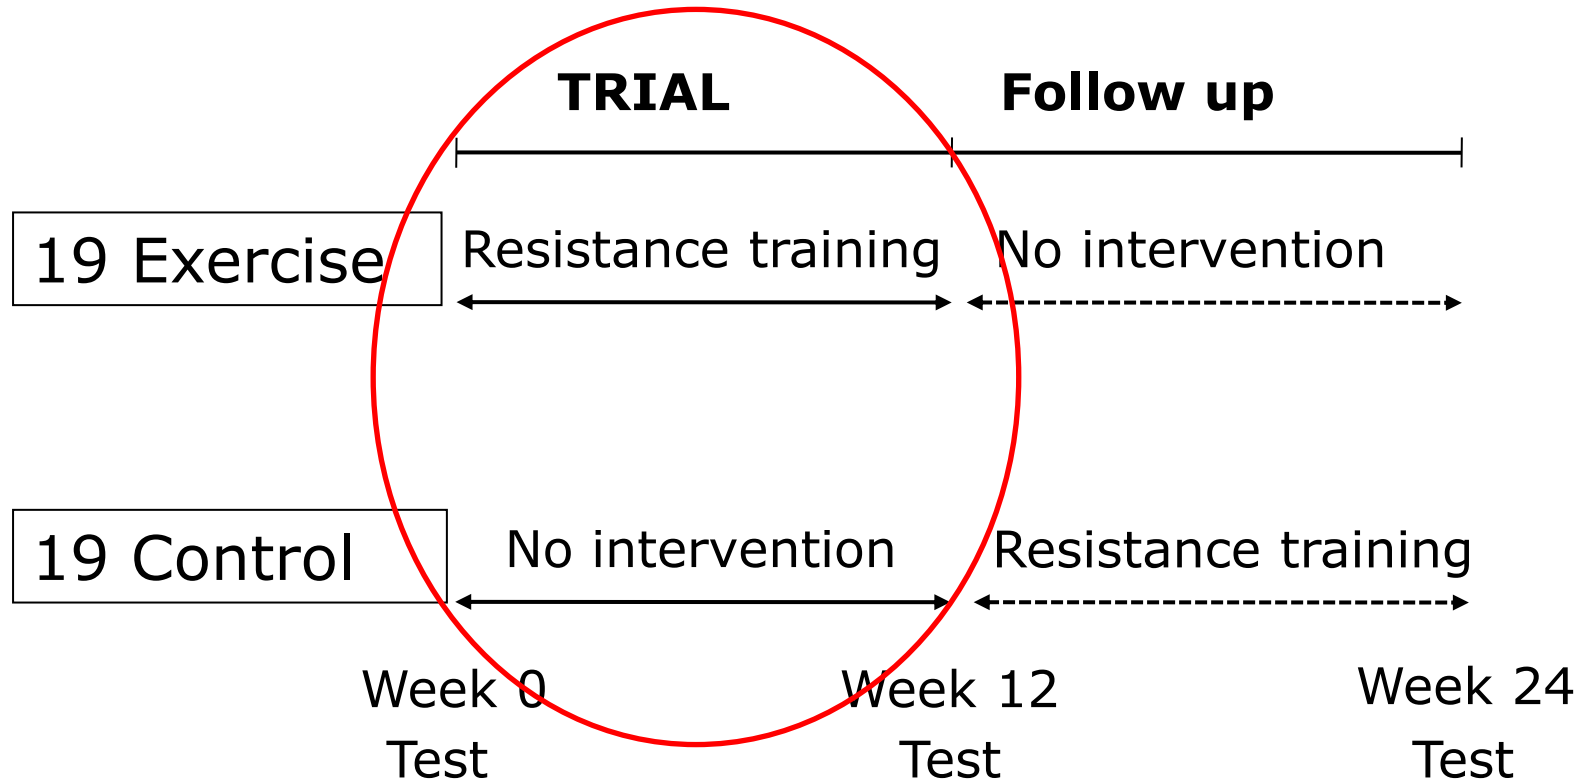 TRIAL Follow up
19 Exercise Resistance training No intervention
19 Control No intervention Resistance training
Week 0 Week 12 Week 24
Test Test Test